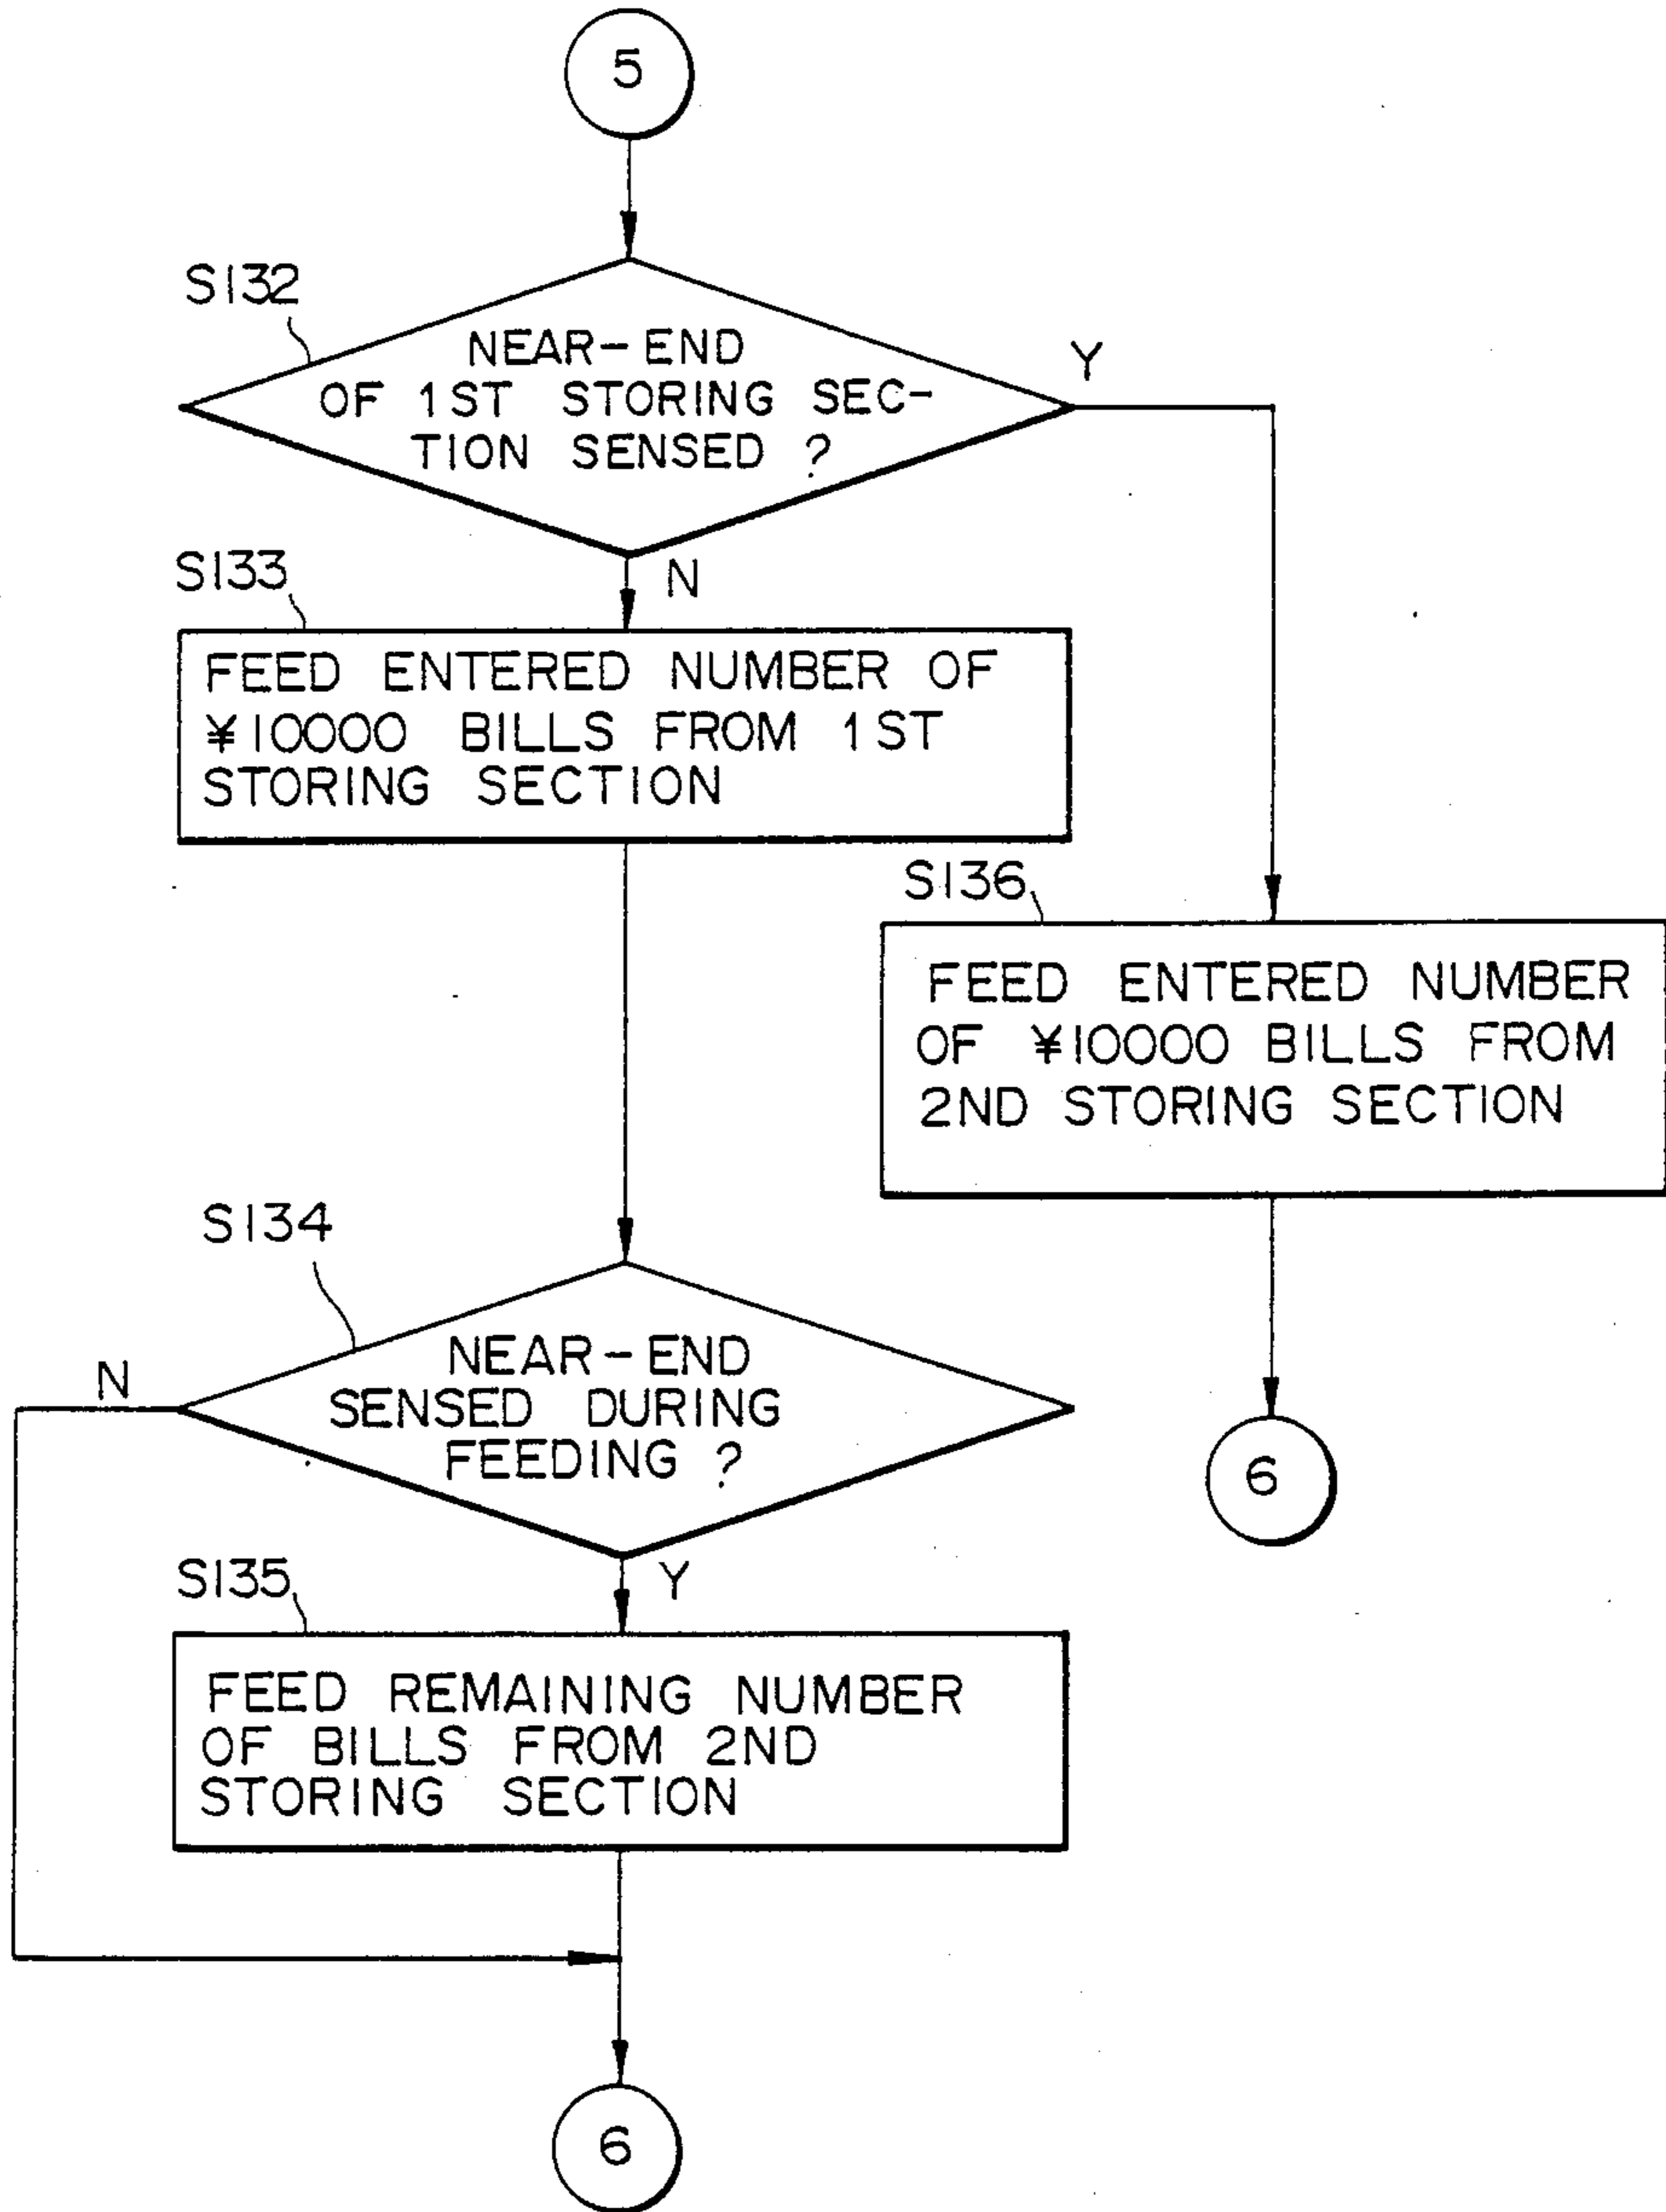 5
S132
NEAR-END
OF 1ST STORING SEC-
TION SENSED ?
Y
N
S133
FEED ENTERED NUMBER OF
¥10000 BILLS FROM 1ST
STORING SECTION
S136
FEED ENTERED NUMBER
OF ¥10000 BILLS FROM
2ND STORING SECTION
6
S134
NEAR-END
SENSED DURING
FEEDING ?
N
Y
S135
FEED REMAINING NUMBER
OF BILLS FROM 2ND
STORING SECTION
6